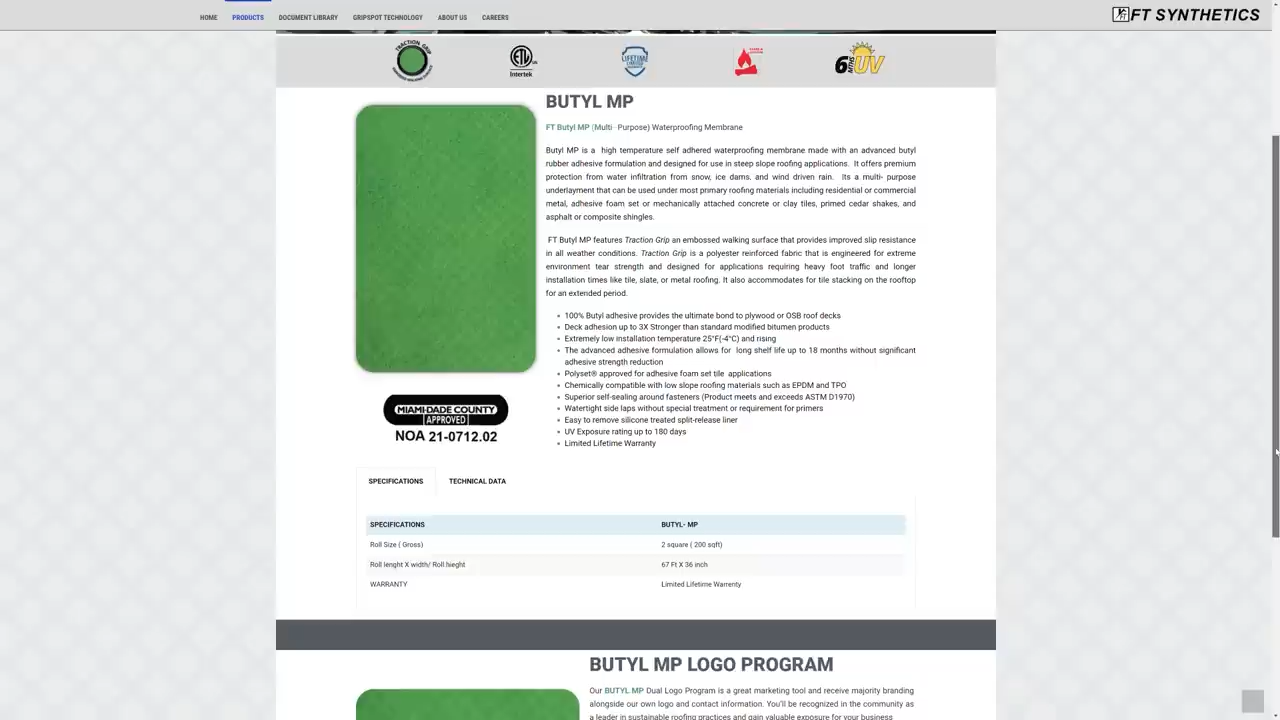 HOME PRODUCTS DOCUMENT LIBRARY GRIPSPOT TECHNOLOGY ABOUT US CAREERS
FT SYNTHETICS
TRACTION GRIP
ETL
US
Intertek
LIFETIME
6 MTHS UV
BUTYL MP
FT Butyl MP (Multi - Purpose) Waterproofing Membrane
Butyl MP is a high temperature self adhered waterproofing membrane made with an advanced butyl
rubber adhesive formulation and designed for use in steep slope roofing applications. It offers premium
protection from water infiltration from snow, ice dams, and wind driven rain. Its a multi- purpose
underlayment that can be used under most primary roofing materials including residential or commercial
metal, adhesive foam set or mechanically attached concrete or clay tiles, primed cedar shakes, and
asphalt or composite shingles.
FT Butyl MP features Traction Grip an embossed walking surface that provides improved slip resistance
in all weather conditions. Traction Grip is a polyester reinforced fabric that is engineered for extreme
environment tear strength and designed for applications requiring heavy foot traffic and longer
installation times like tile, slate, or metal roofing. It also accommodates for tile stacking on the rooftop
for an extended period.
100% Butyl adhesive provides the ultimate bond to plywood or OSB roof decks
Deck adhesion up to 3X Stronger than standard modified bitumen products
Extremely low installation temperature 25°F(-4°C) and rising
The advanced adhesive formulation allows for long shelf life up to 18 months without significant
adhesive strength reduction
Polyset® approved for adhesive foam set tile applications
Chemically compatible with low slope roofing materials such as EPDM and TPO
Superior self-sealing around fasteners (Product meets and exceeds ASTM D1970)
Watertight side laps without special treatment or requirement for primers
Easy to remove silicone treated split-release liner
UV Exposure rating up to 180 days
Limited Lifetime Warranty
MIAMI-DADE COUNTY
APPROVED
NOA 21-0712.02
SPECIFICATIONS TECHNICAL DATA
SPECIFICATIONS BUTYL- MP
Roll Size ( Gross) 2 square ( 200 sqft)
Roll lenght X width/ Roll hieght 67 Ft X 36 inch
WARRANTY Limited Lifetime Warrenty
BUTYL MP LOGO PROGRAM
Our BUTYL MP Dual Logo Program is a great marketing tool and receive majority branding
alongside our own logo and contact information. You'll be recognized in the community as
a leader in sustainable roofing practices and gain valuable exposure for your business